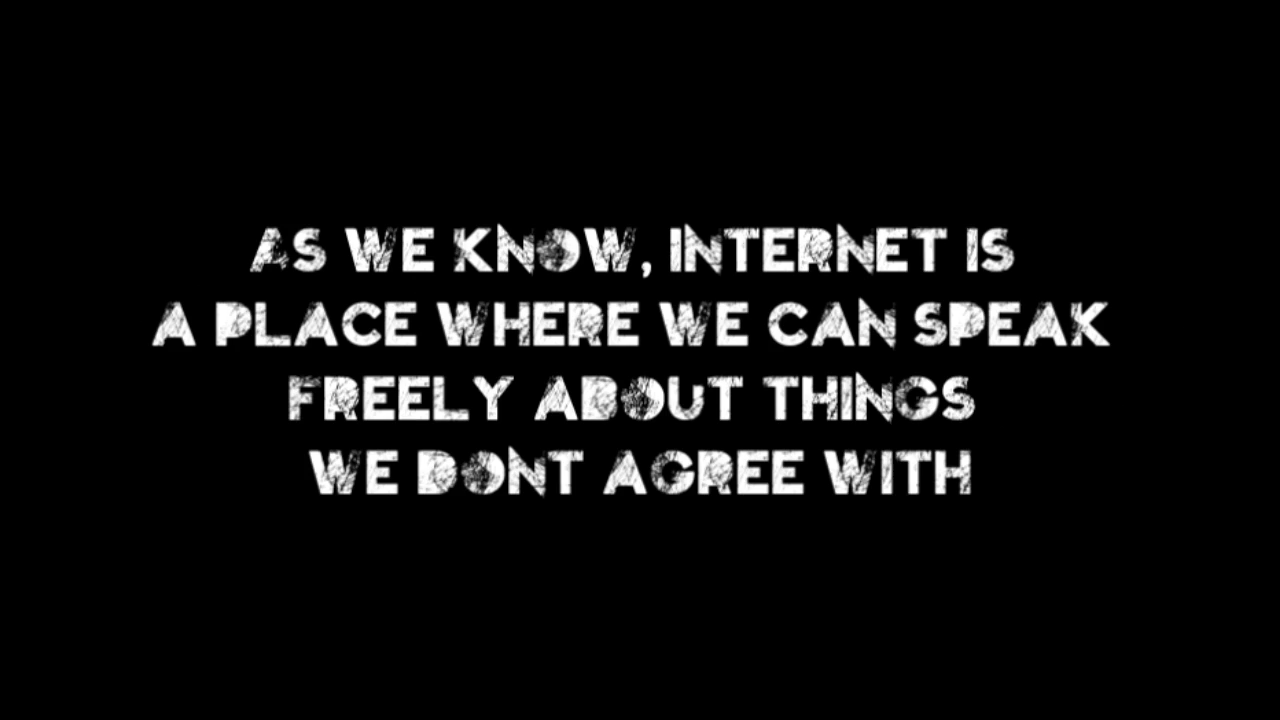 AS WE KNOW, INTERNET IS
A PLACE WHERE WE CAN SPEAK
FREELY ABOUT THINGS
WE DONT AGREE WITH